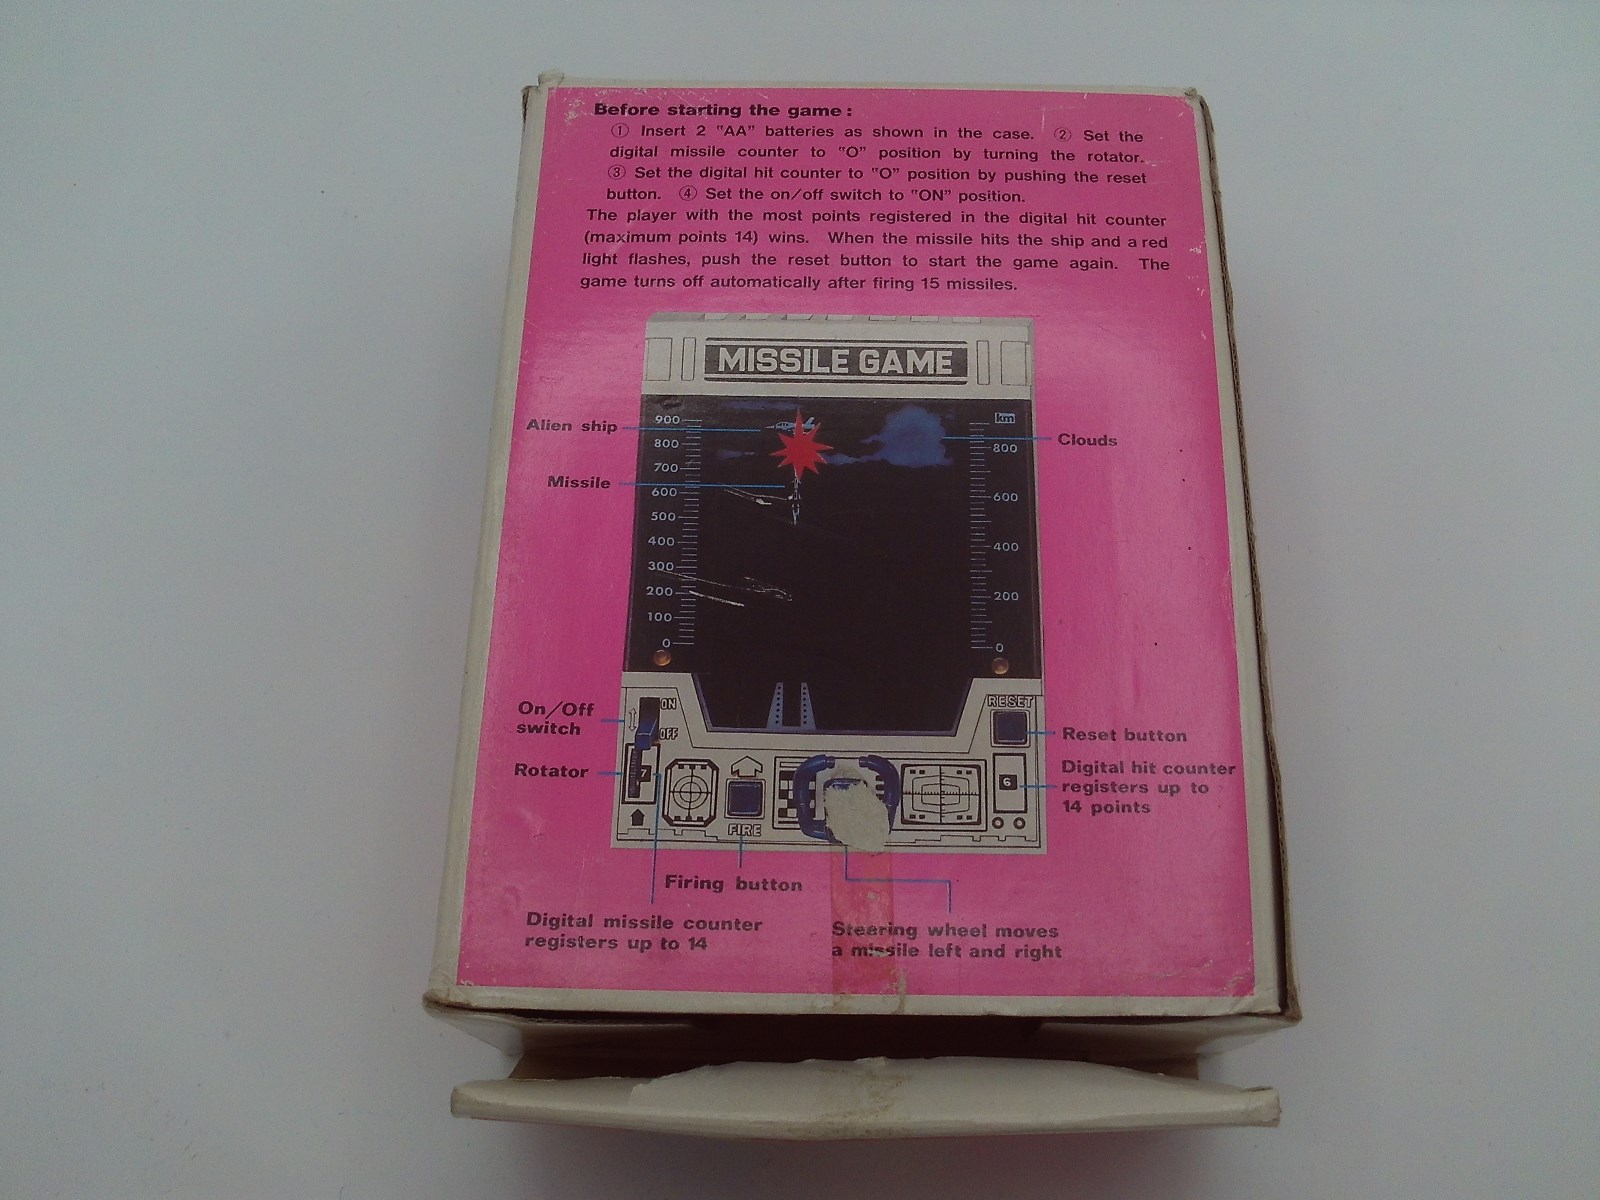 Before starting the game :
① Insert 2 "AA" batteries as shown in the case. ② Set the
digital missile counter to "O" position by turning the rotator.
③ Set the digital hit counter to "O" position by pushing the reset
button. ④ Set the on/off switch to "ON" position.
The player with the most points registered in the digital hit counter
(maximum points 14) wins. When the missile hits the ship and a red
light flashes, push the reset button to start the game again. The
game turns off automatically after firing 15 missiles.
MISSILE GAME
Alien ship
Missile
900
800
700
600
500
400
300
200
100
0
km
800
600
400
200
0
Clouds
On/Off
switch
ON
OFF
Rotator
7
FIRE
RESET
6
Reset button
Digital hit counter
registers up to
14 points
Firing button
Digital missile counter
registers up to 14
Steering wheel moves
a missile left and right